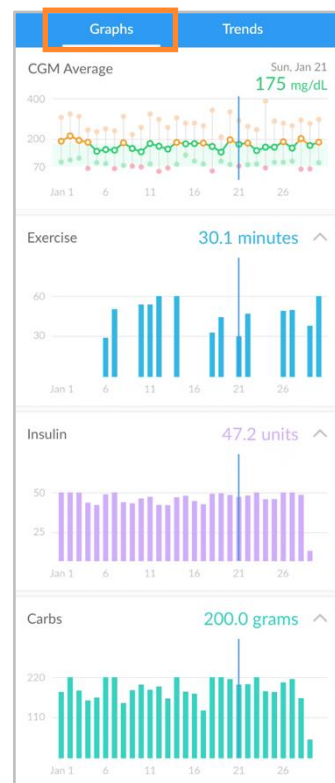 Graphs Trends
CGM Average Sun, Jan 21
175 mg/dL
400
200
70
Jan 1 6 11 16 21 26
Exercise 30.1 minutes
60
30
Jan 1 6 11 16 21 26
Insulin 47.2 units
50
25
Jan 1 6 11 16 21 26
Carbs 200.0 grams
220
110
Jan 1 6 11 16 21 26